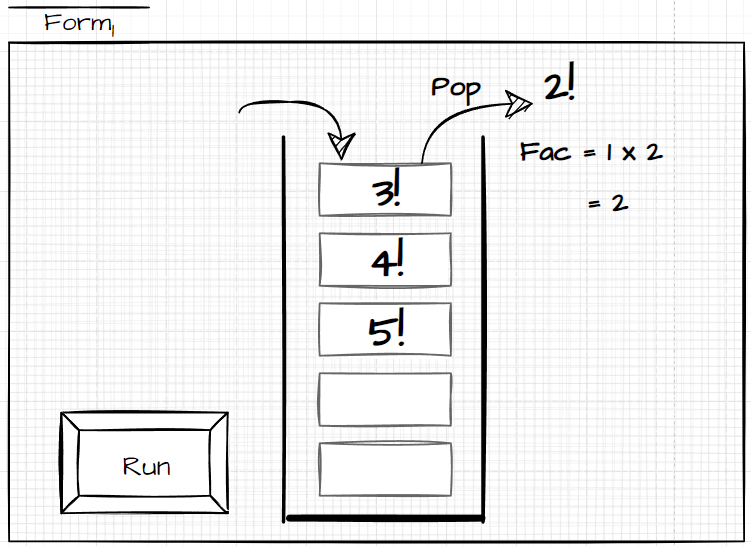 Form1
Pop
2!
Fac = 1 x 2
= 2
3!
4!
5!
Run